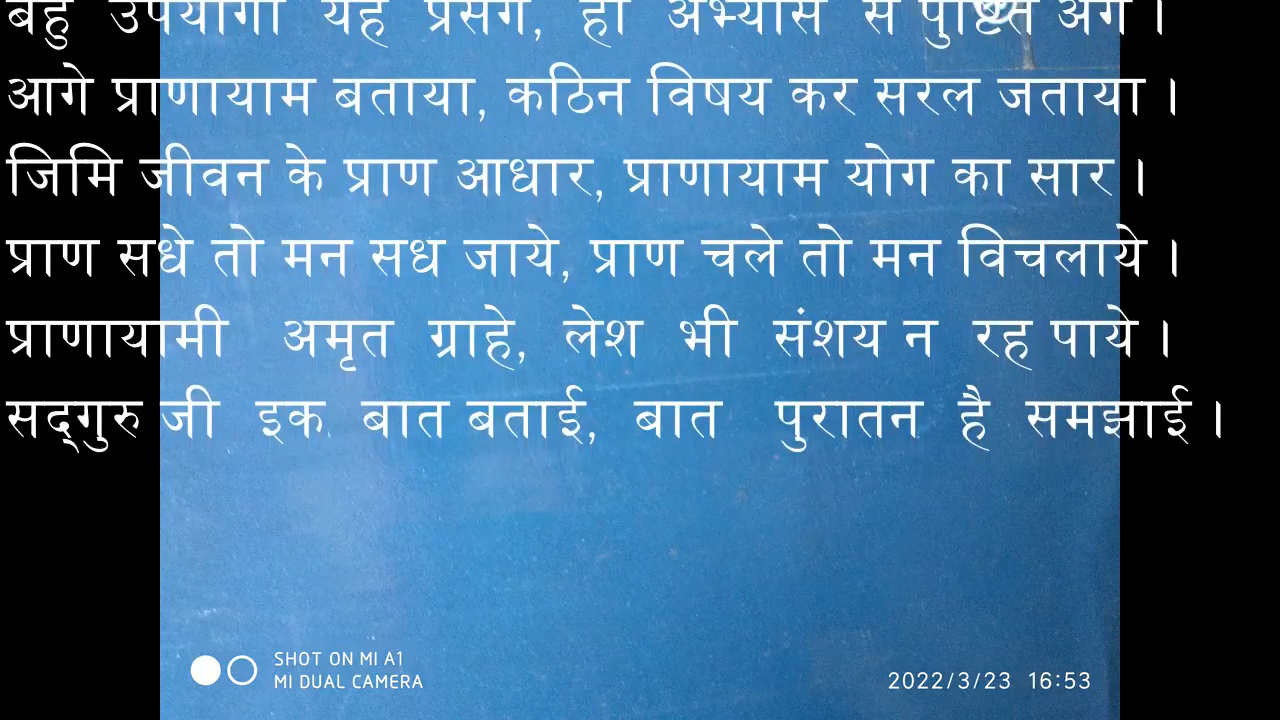 बहु उपयोगी यह प्रसंग, हो अभ्यास से पुष्टित अंग ।
आगे प्राणायाम बताया, कठिन विषय कर सरल जताया ।
जिमि जीवन के प्राण आधार, प्राणायाम योग का सार ।
प्राण सधे तो मन सध जाये, प्राण चले तो मन विचलाये ।
प्राणायामी अमृत ग्राहे, लेश भी संशय न रह पाये ।
सद्गुरु जी इक बात बताई, बात पुरातन है समझाई ।
SHOT ON MI A1
MI DUAL CAMERA
2022/3/23 16:53